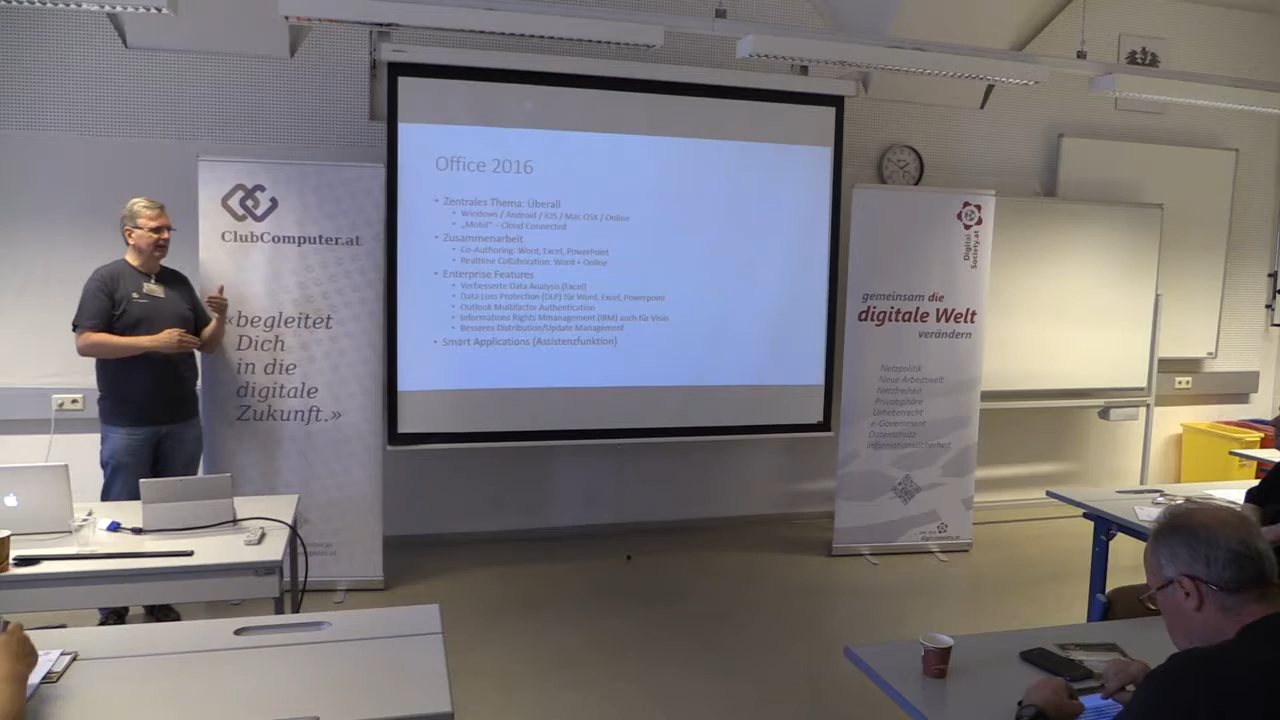 ClubComputer.at
«begleitet
Dich
in die
digitale
Zukunft.»
Office 2016
• Zentrales Thema: Überall
• Windows / Android / iOS / Mac OSX / Online
• „Mobil“ – Cloud Connected
• Zusammenarbeit
• Co-Authoring: Word, Excel, PowerPoint
• Realtime Collaboration: Word + Online
• Enterprise Features
• Verbesserte Data Analysis (Excel)
• Data Loss Protection (DLP) für Word, Excel, Powerpoint
• Outlook Multifactor Authentication
• Informations Rights Mmanagement (IRM) auch für Visio
• Besseres Distribution/Update Management
• Smart Applications (Assistenzfunktion)
Digital
Society.at
gemeinsam die
digitale Welt
verändern
Netzpolitik
Neue Arbeitswelt
Netzfreiheit
Privatsphäre
Urheberrecht
e-Government
Datenschutz
Informationssicherheit